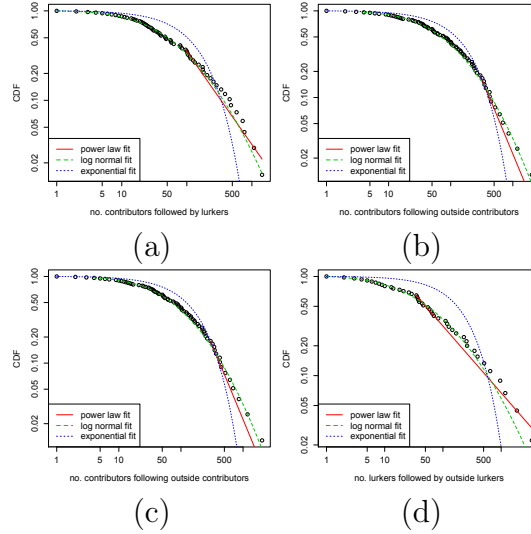 1.00
0.50
0.20
0.10
0.05
0.02
CDF
power law fit
log normal fit
exponential fit
1 5 10 50 500
no. contributors followed by lurkers
(a)
1.00
0.50
0.20
0.10
0.05
0.02
CDF
power law fit
log normal fit
exponential fit
1 5 10 50 500
no. contributors following outside contributors
(b)
1.00
0.50
0.20
0.10
0.05
0.02
CDF
power law fit
log normal fit
exponential fit
1 5 10 50 500
no. contributors following outside contributors
(c)
1.00
0.50
0.20
0.10
0.05
0.02
CDF
power law fit
log normal fit
exponential fit
1 5 10 50 500
no. lurkers followed by outside lurkers
(d)